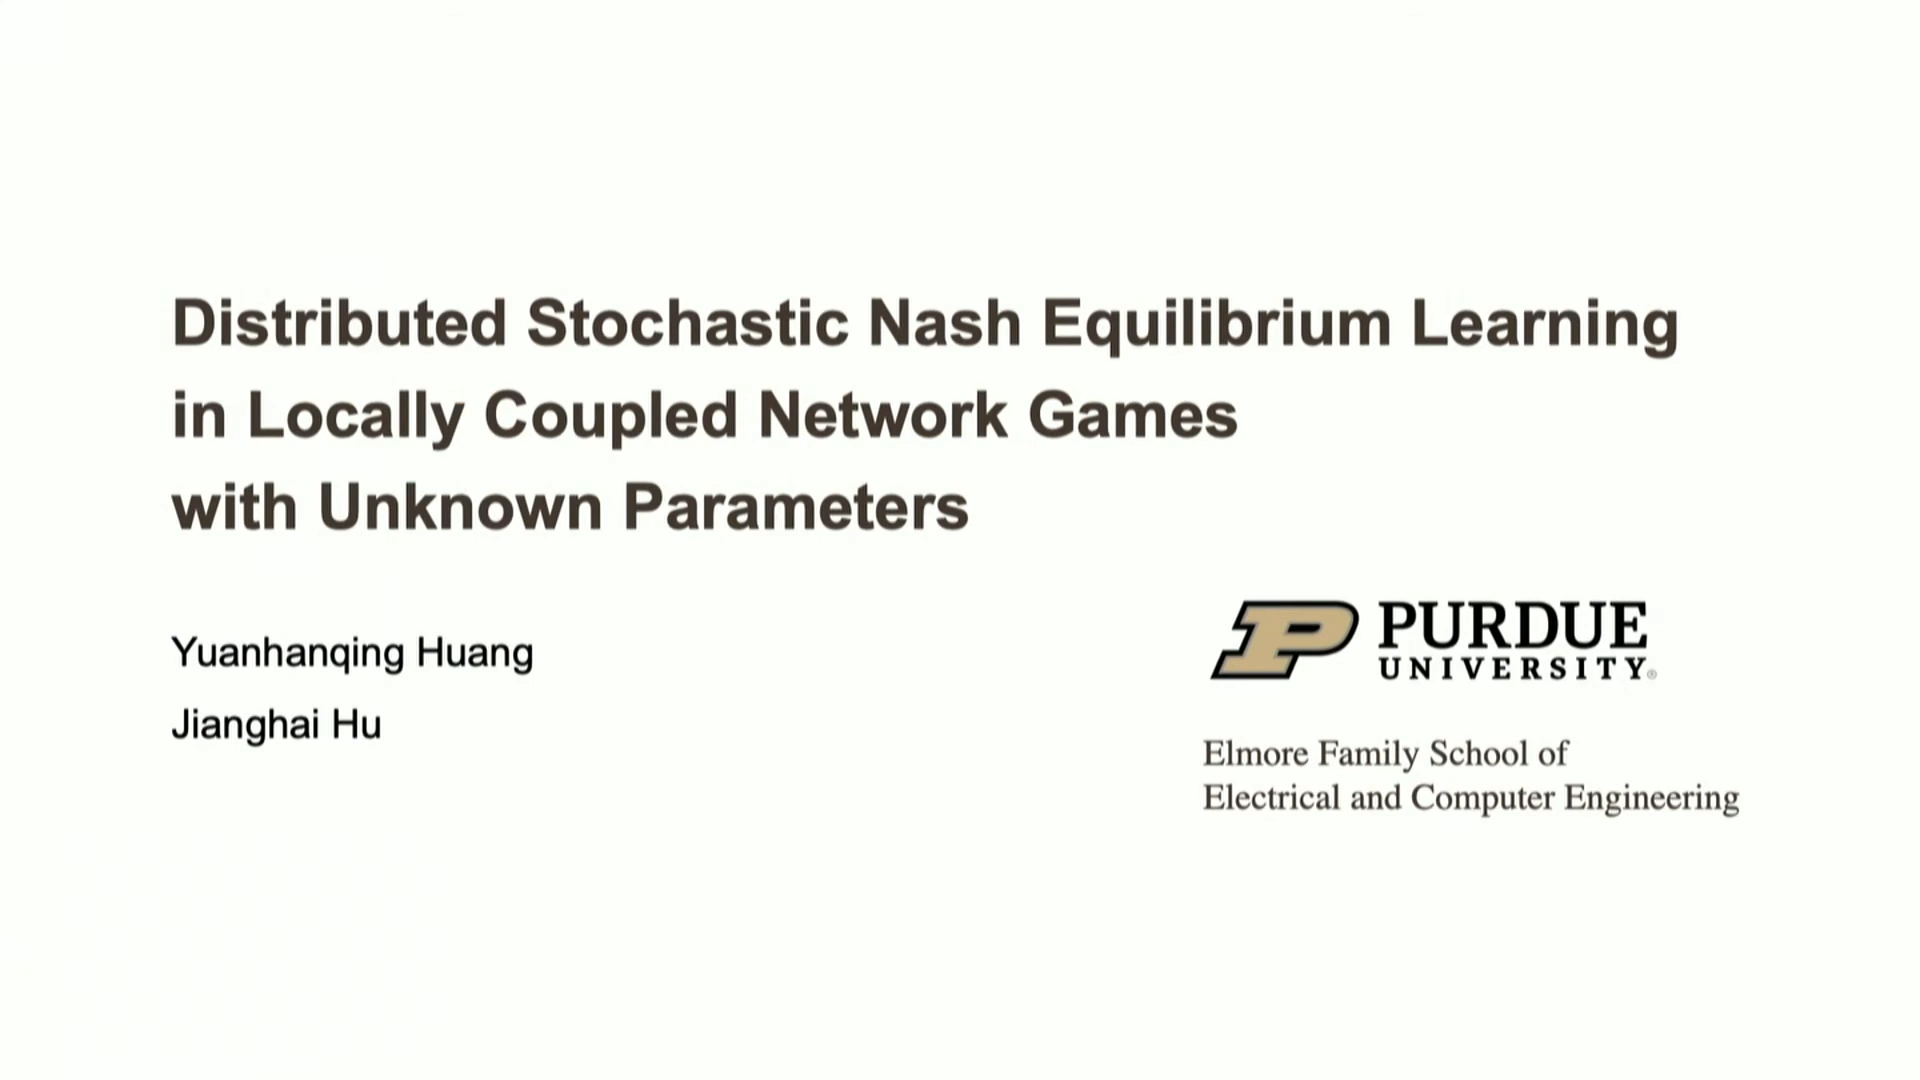 Distributed Stochastic Nash Equilibrium Learning
in Locally Coupled Network Games
with Unknown Parameters
Yuanhanqing Huang
Jianghai Hu
PURDUE
UNIVERSITY®
Elmore Family School of
Electrical and Computer Engineering